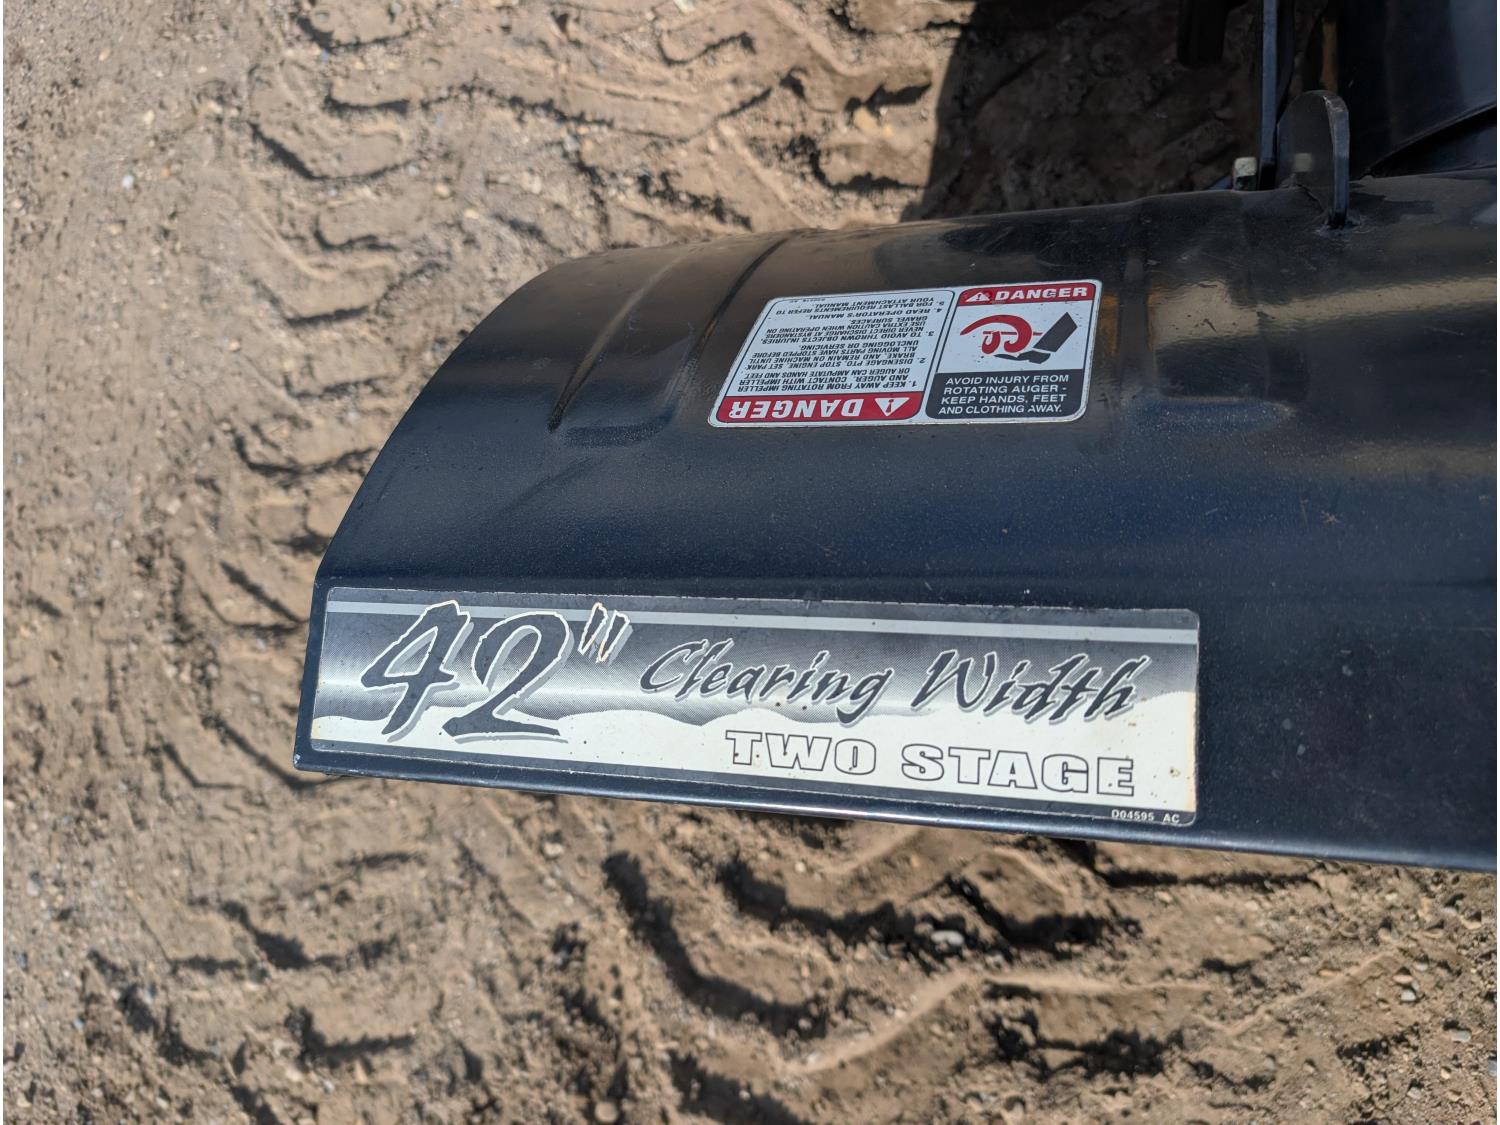 DANGER
AVOID INJURY FROM
ROTATING AUGER -
KEEP HANDS, FEET
AND CLOTHING AWAY.
DANGER
1. KEEP AWAY FROM ROTATING IMPELLER
AND AUGER. CONTACT WITH IMPELLER
OR AUGER CAN AMPUTATE HANDS AND FEET.
2. DISENGAGE PTO, STOP ENGINE, SET PARK-
BRAKE, AND REMAIN ON MACHINE UNTIL
ALL MOVING PARTS HAVE STOPPED BEFORE
UNCLOGGING OR SERVICING.
3. TO AVOID THROWN OBJECTS INJURIES,
NEVER DIRECT DISCHARGE AT BYSTANDERS.
USE EXTRA CAUTION WHEN OPERATING ON
GRAVEL SURFACES.
4. READ OPERATOR'S MANUAL.
5. FOR BALLAST REQUIREMENTS REFER TO
YOUR ATTACHMENT MANUAL.
42" Clearing Width
TWO STAGE
D04595 AC